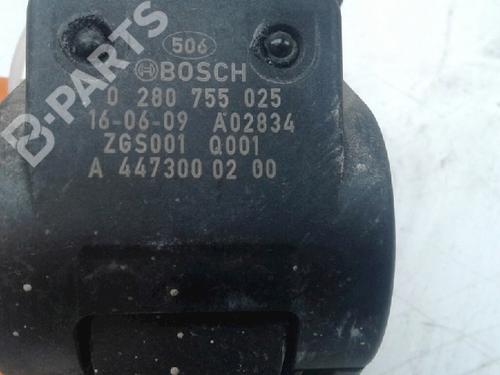 B-PARTS
506
BOSCH
0 280 755 025
16-06-09 A02834
ZGS001 Q001
A 447300 02 00